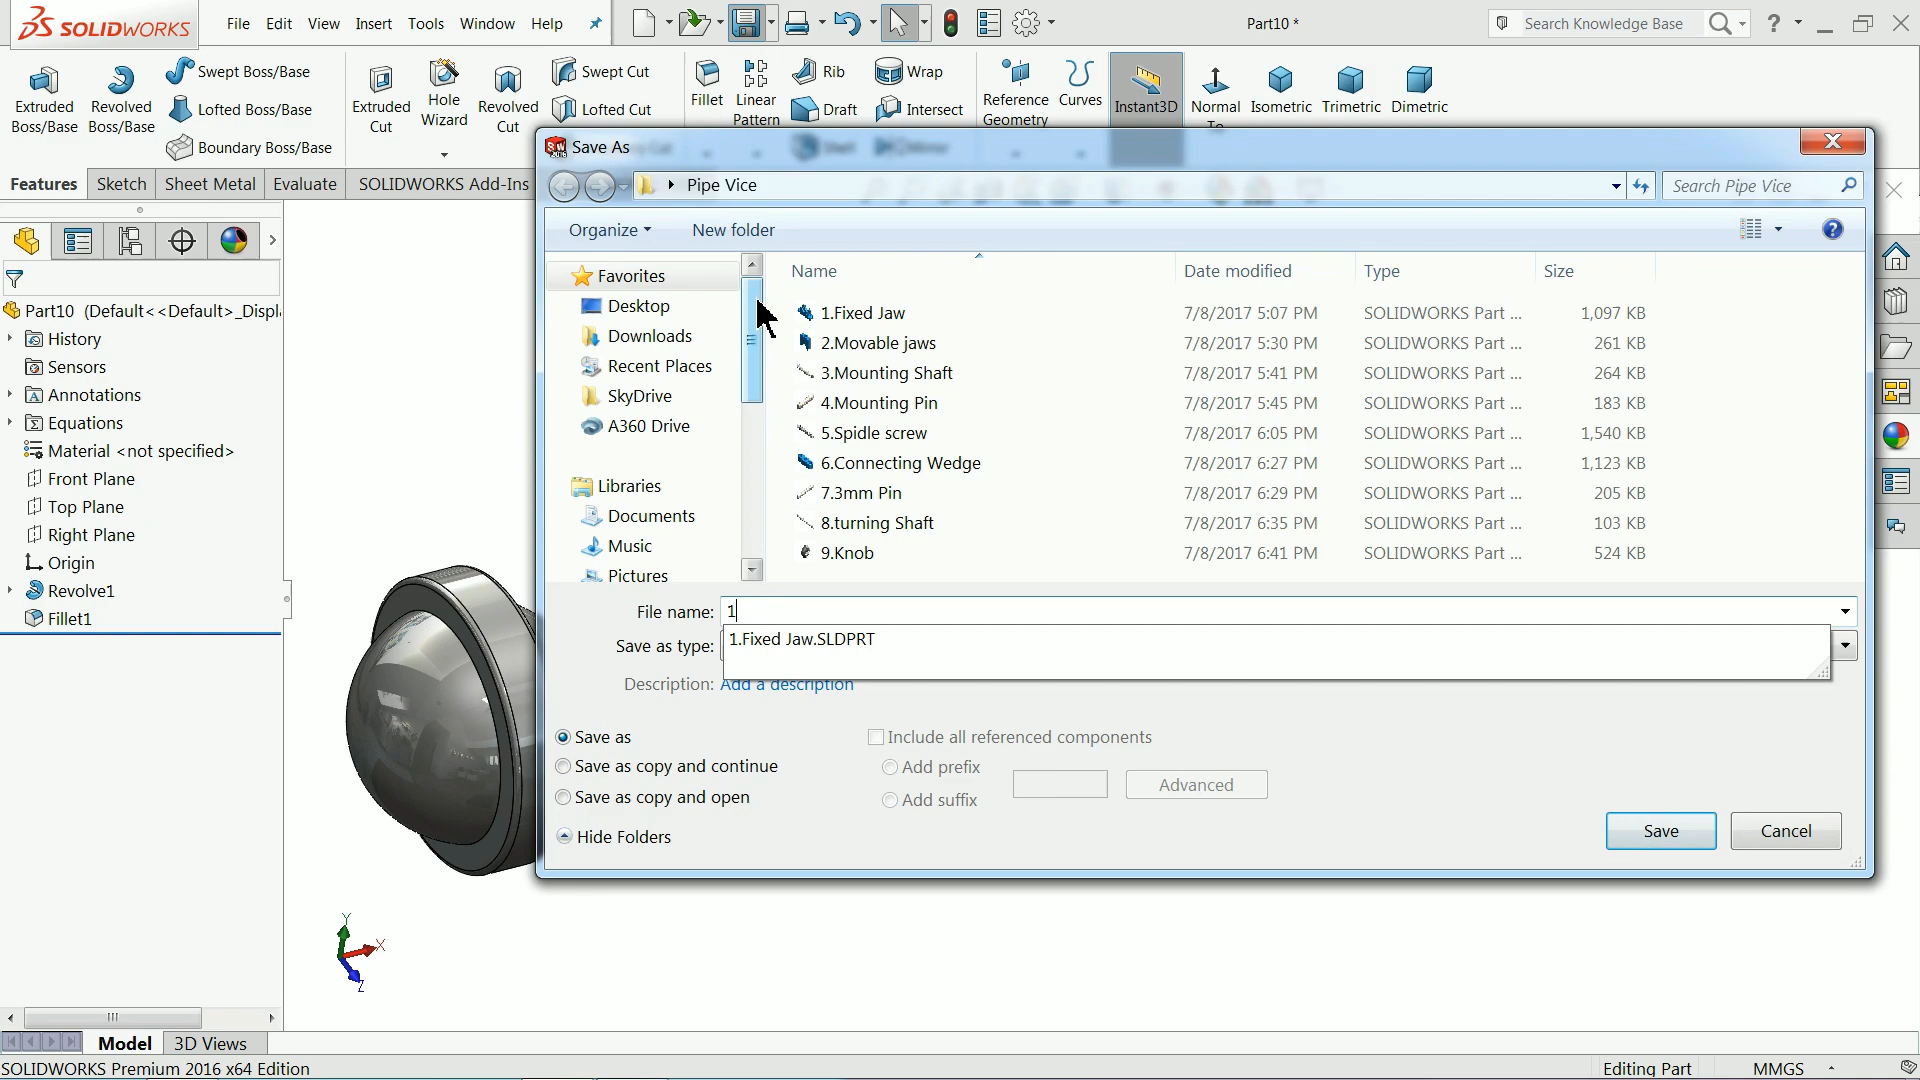 SOLIDWORKS
File Edit View Insert Tools Window Help
Part10 *
Search Knowledge Base
Extruded Boss/Base
Revolved Boss/Base
Swept Boss/Base
Lofted Boss/Base
Boundary Boss/Base
Extruded Cut
Hole Wizard
Revolved Cut
Swept Cut
Lofted Cut
Fillet
Linear Pattern
Rib
Draft
Wrap
Intersect
Reference Geometry
Curves
Instant3D
Normal To
Isometric
Trimetric
Dimetric
Features Sketch Sheet Metal Evaluate SOLIDWORKS Add-Ins
Part10 (Default<<Default>_Displ
History
Sensors
Annotations
Equations
Material <not specified>
Front Plane
Top Plane
Right Plane
Origin
Revolve1
Fillet1
Save As
Pipe Vice
Search Pipe Vice
Organize New folder
Favorites
Desktop
Downloads
Recent Places
SkyDrive
A360 Drive
Libraries
Documents
Music
Pictures
Name Date modified Type Size
1.Fixed Jaw 7/8/2017 5:07 PM SOLIDWORKS Part ... 1,097 KB
2.Movable jaws 7/8/2017 5:30 PM SOLIDWORKS Part ... 261 KB
3.Mounting Shaft 7/8/2017 5:41 PM SOLIDWORKS Part ... 264 KB
4.Mounting Pin 7/8/2017 5:45 PM SOLIDWORKS Part ... 183 KB
5.Spidle screw 7/8/2017 6:05 PM SOLIDWORKS Part ... 1,540 KB
6.Connecting Wedge 7/8/2017 6:27 PM SOLIDWORKS Part ... 1,123 KB
7.3mm Pin 7/8/2017 6:29 PM SOLIDWORKS Part ... 205 KB
8.turning Shaft 7/8/2017 6:35 PM SOLIDWORKS Part ... 103 KB
9.Knob 7/8/2017 6:41 PM SOLIDWORKS Part ... 524 KB
File name: 1
1.Fixed Jaw.SLDPRT
Save as type:
Description: Add a description
Save as
Save as copy and continue
Save as copy and open
Include all referenced components
Add prefix
Add suffix
Advanced
Hide Folders
Save Cancel
Y
X
Z
Model 3D Views
SOLIDWORKS Premium 2016 x64 Edition
Editing Part MMGS